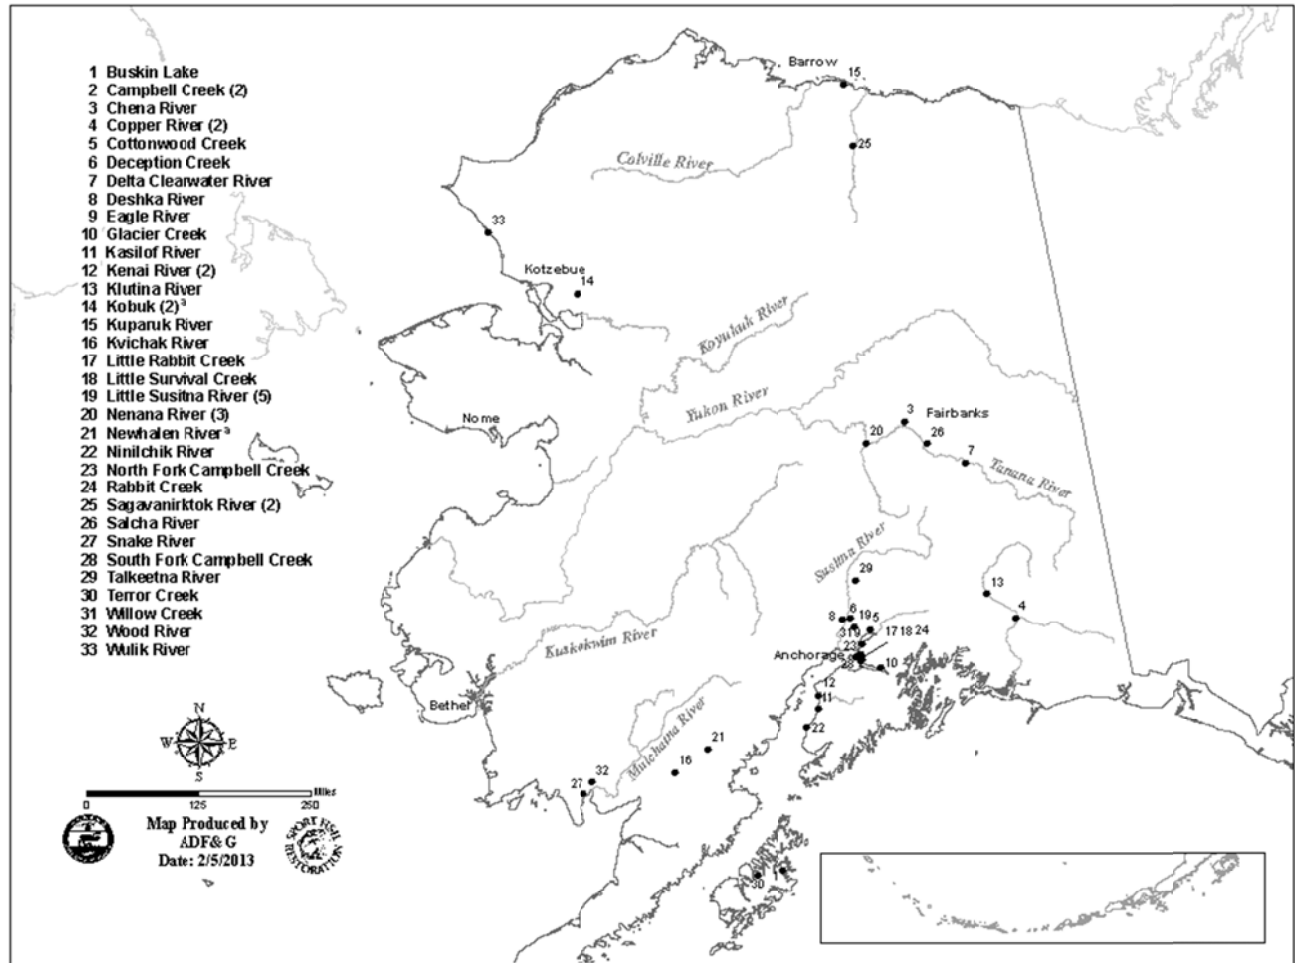 1 Buskin Lake
2 Campbell Creek (2)
3 Chena River
4 Copper River (2)
5 Cottonwood Creek
6 Deception Creek
7 Delta Clearwater River
8 Deshka River
9 Eagle River
10 Glacier Creek
11 Kasilof River
12 Kenai River (2)
13 Klutina River
14 Kobuk (2)ª
15 Kuparuk River
16 Kvichak River
17 Little Rabbit Creek
18 Little Survival Creek
19 Little Susitna River (5)
20 Nenana River (3)
21 Newhalen Riverª
22 Ninilchik River
23 North Fork Campbell Creek
24 Rabbit Creek
25 Sagavanirktok River (2)
26 Salcha River
27 Snake River
28 South Fork Campbell Creek
29 Talkeetna River
30 Terror Creek
31 Willow Creek
32 Wood River
33 Wulik River
N
W E
S
0 125 250 Miles
Map Produced by
ADF&G
Date: 2/5/2013
SPORT FISH
RESTORATION
Barrow
15
Colville River
25
33
Kotzebue
14
Koyukuk River
Yukon River
Nome
3 Fairbanks
20
26
7
Tanana River
Susitna River
29
13
4
8 6
19 5
31 9
17 18 24
23
Anchorage
28
10
Kuskokwim River
12
11
22
Bethel
Mulchatna River
21
16
27
32
30